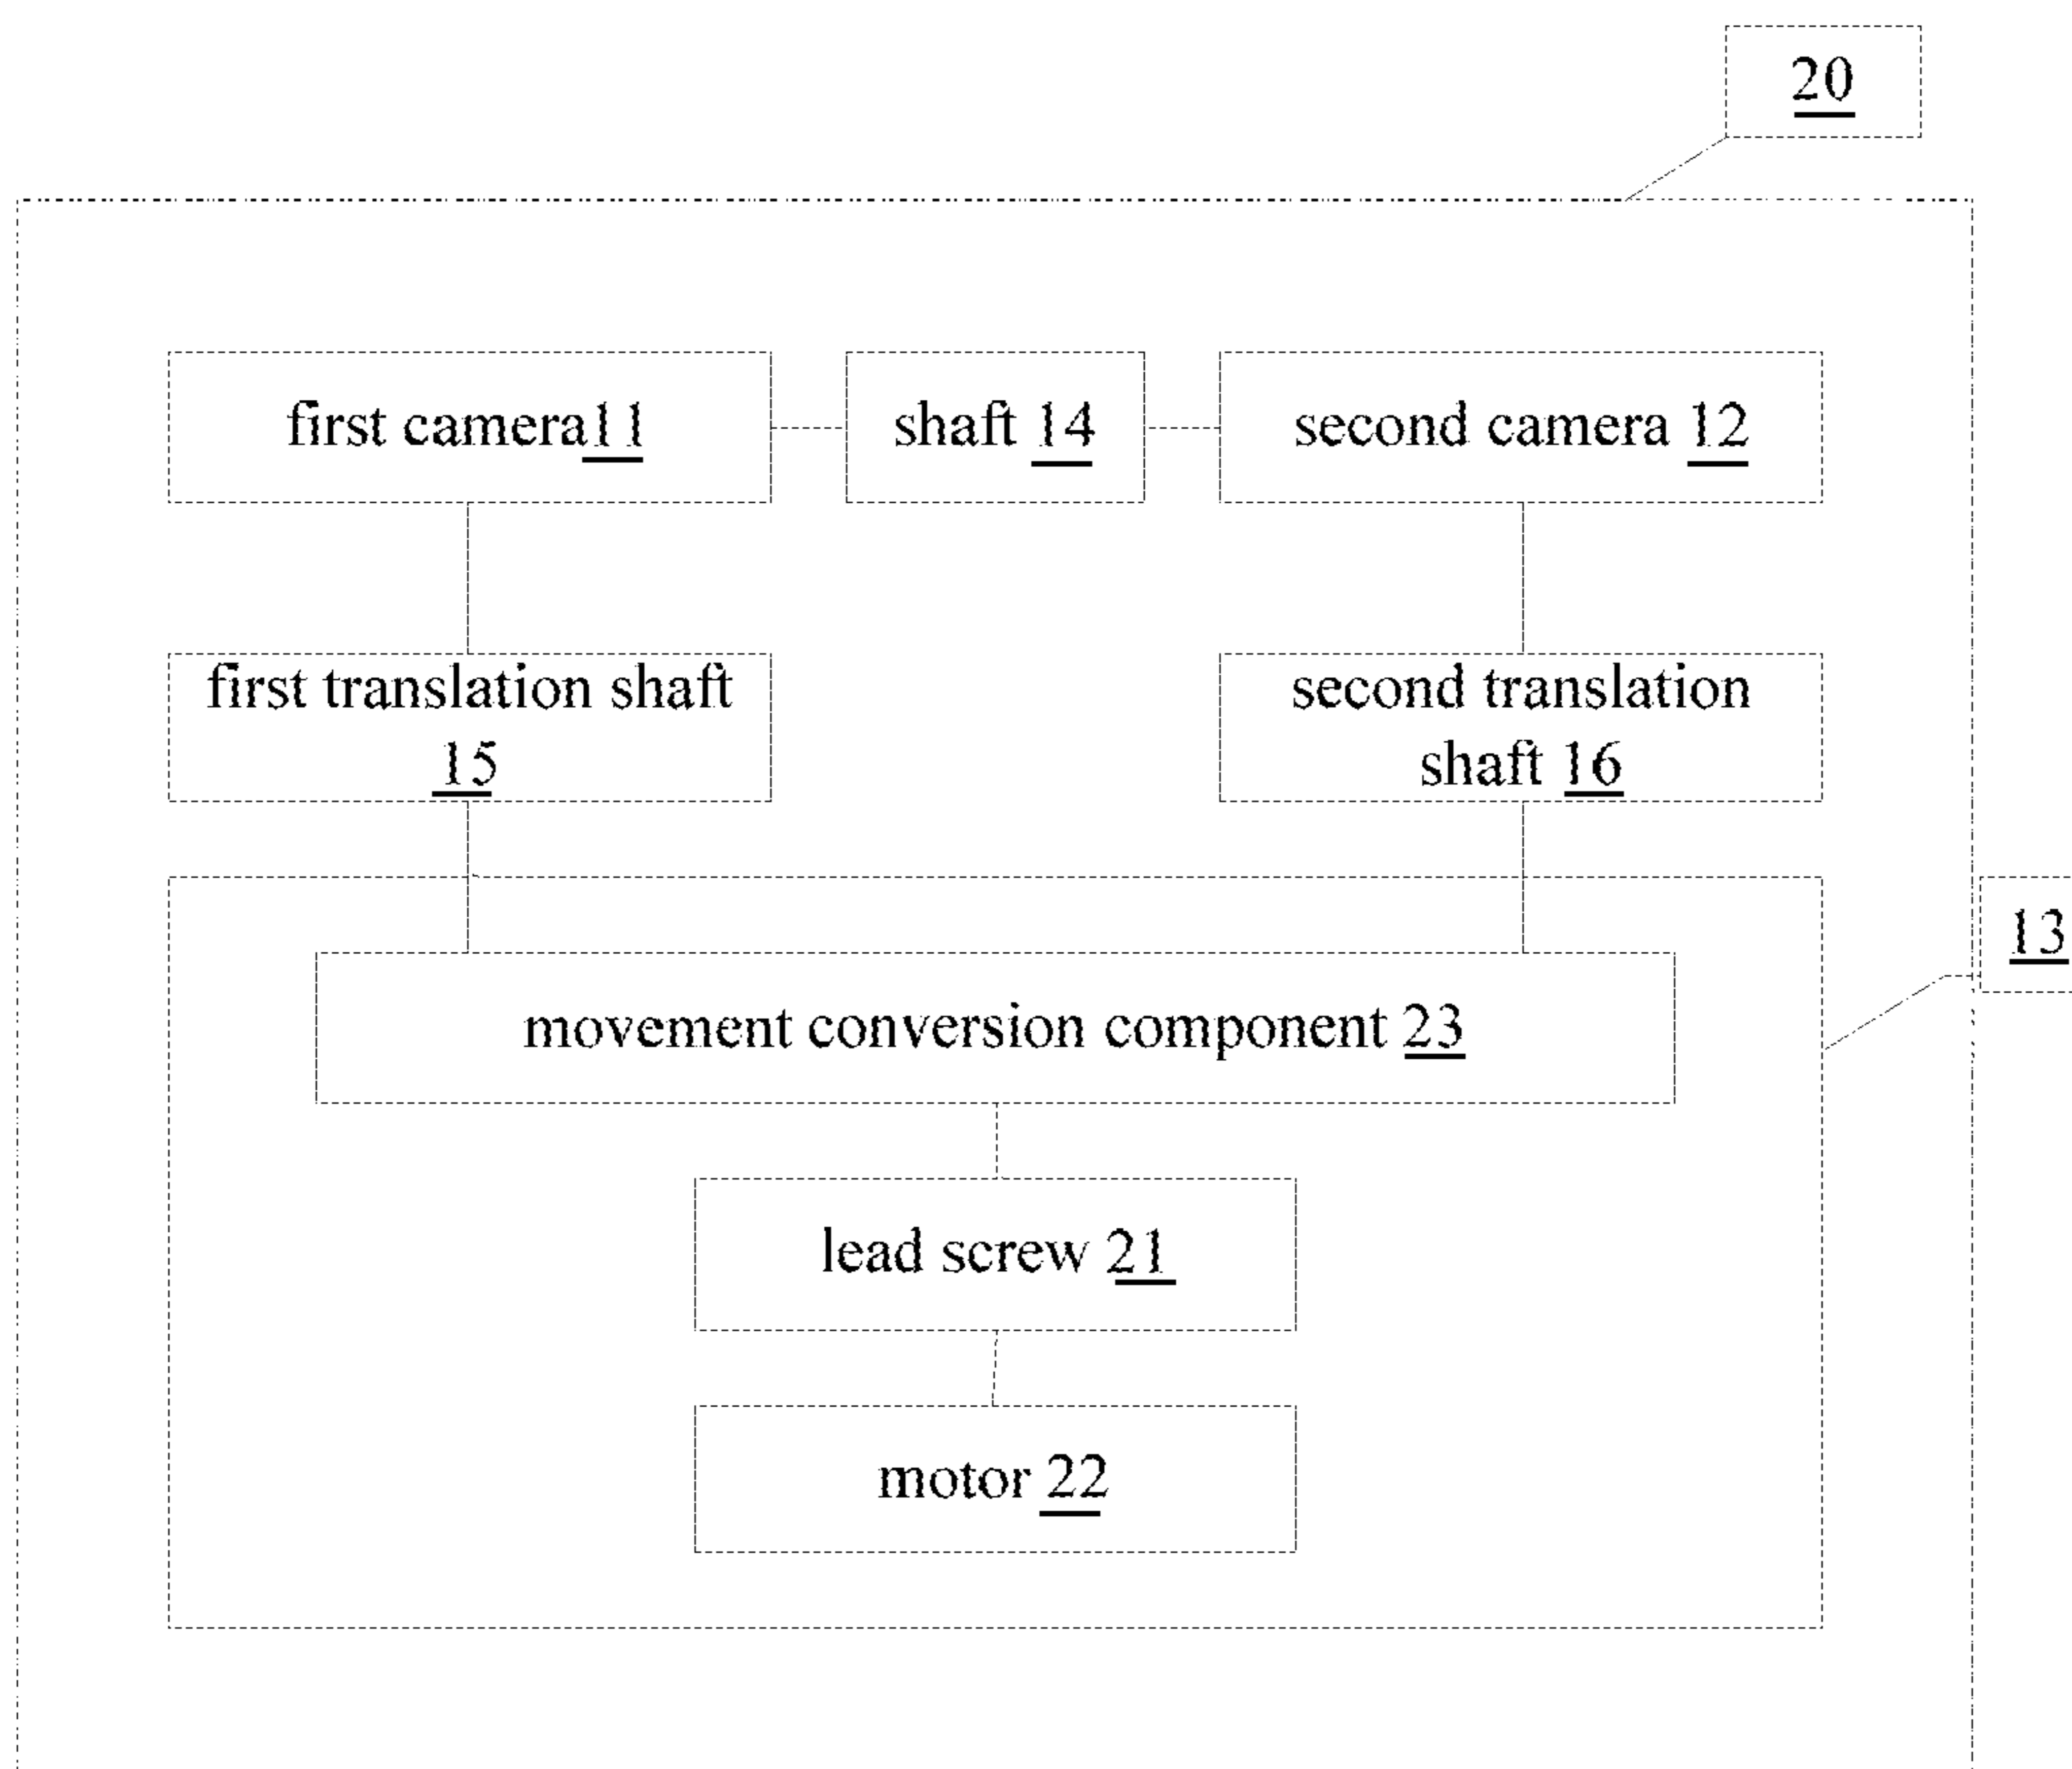 20
first camera11
shaft 14
second camera 12
first translation shaft
15
second translation
shaft 16
13
movement conversion component 23
lead screw 21
motor 22